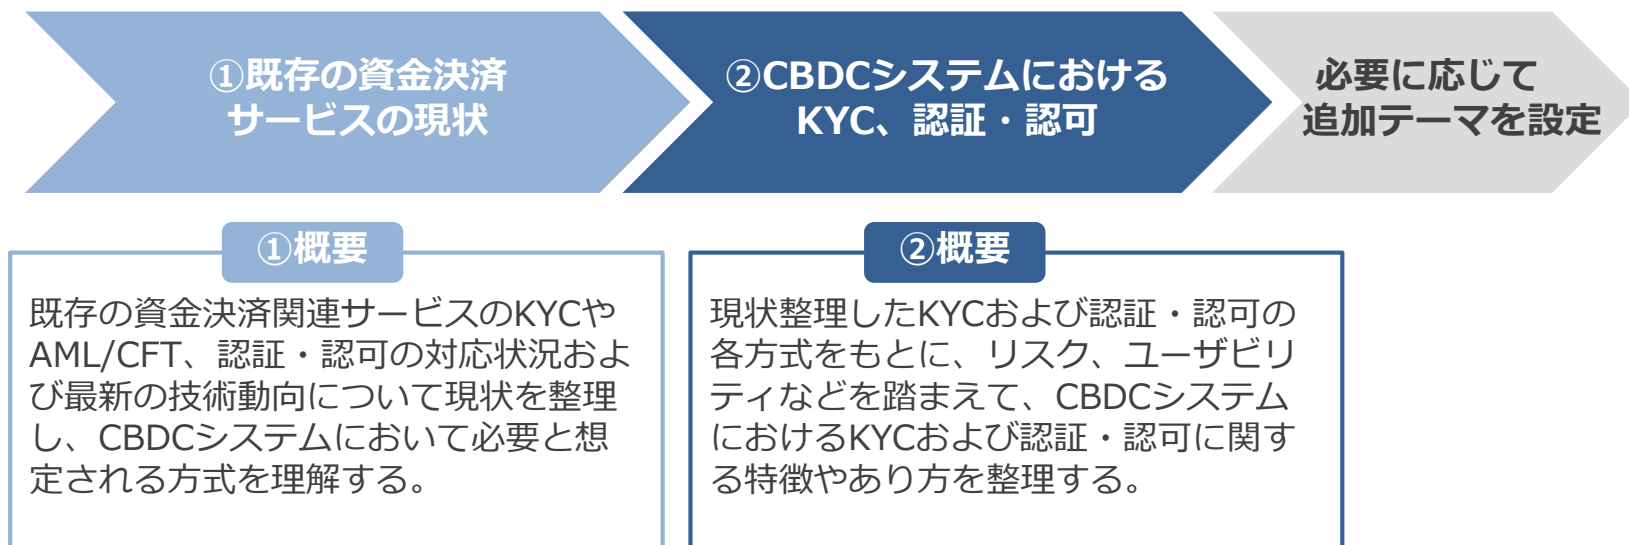 ①既存の資金決済
サービスの現状
②CBDCシステムにおける
KYC、認証・認可
必要に応じて
追加テーマを設定
①概要
既存の資金決済関連サービスのKYCや
AML/CFT、認証・認可の対応状況およ
び最新の技術動向について現状を整理
し、CBDCシステムにおいて必要と想
定される方式を理解する。
②概要
現状整理したKYCおよび認証・認可の
各方式をもとに、リスク、ユーザビリ
ティなどを踏まえて、CBDCシステム
におけるKYCおよび認証・認可に関す
る特徴やあり方を整理する。